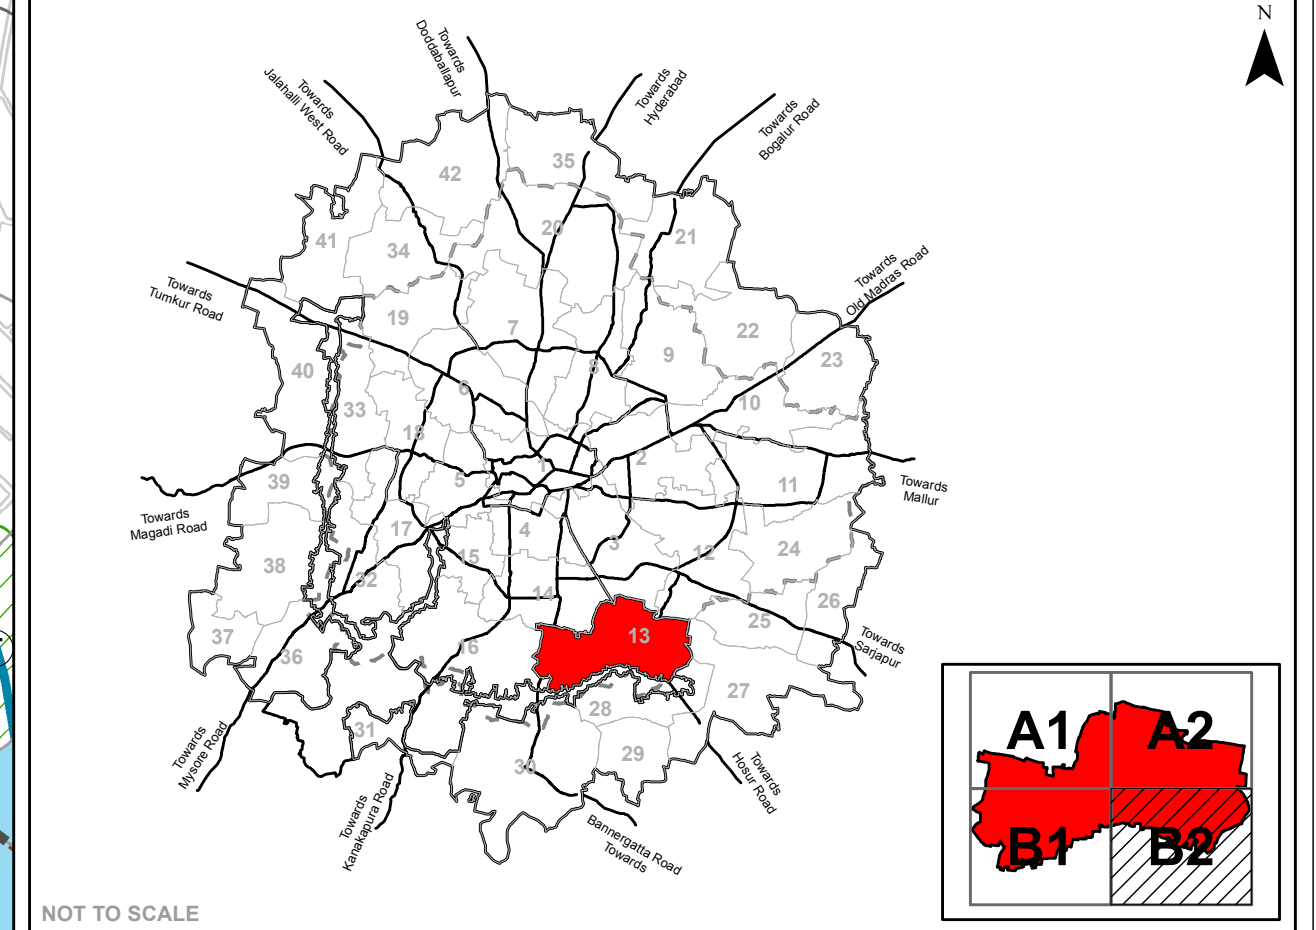 N
Towards
Doddaballapur
Towards
Jalahalli West Road
Towards
Hyderabad
Towards
Bogalur Road
42
35
20
21
41
34
Towards
Old Madras Road
Towards
Tumkur Road
19
7
22
9
23
8
40
6
10
33
18
1
2
5
11
39
Towards
Mallur
Towards
Magadi Road
17
4
3
12
24
15
38
32
14
26
25
37
36
16
13
Towards
Sarjapur
27
28
31
29
30
Towards
Mysore Road
Towards
Hosur Road
Towards
Kanakapura Road
Bannergatta Road
Towards
A1
A2
B1
B2
NOT TO SCALE